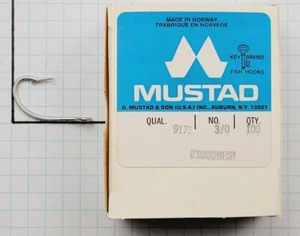 MADE IN NORWAY
FABRIQUE EN NORVEGE
KEY BRAND
FISH HOOKS
MUSTAD
O. MUSTAD & SON (U.S.A.) INC., AUBURN, N.Y. 13021
QUAL. NO. QTY.
3/0 100
O'SHAUGHNESSY